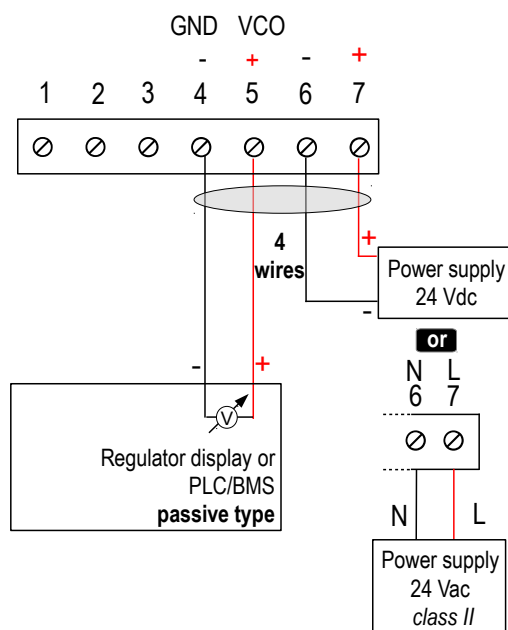 GND VCO
- + - +
1 2 3 4 5 6 7
4
wires
+
Power supply
24 Vdc
-
or
N L
6 7
- +
V
Regulator display or
PLC/BMS
passive type
N L
Power supply
24 Vac
class II